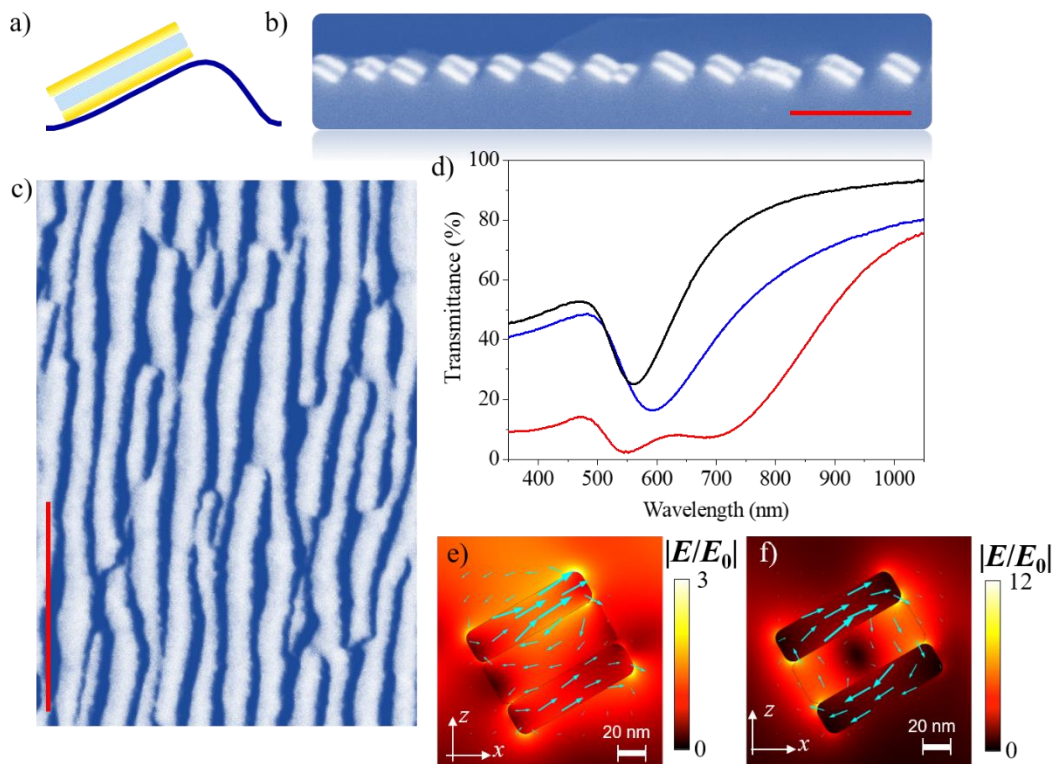 a)
b)
c)
d)
100
80
60
40
20
0
Transmittance (%)
400 500 600 700 800 900 1000
Wavelength (nm)
e)
|E/E0|
3
0
z
x
20 nm
f)
|E/E0|
12
0
z
x
20 nm